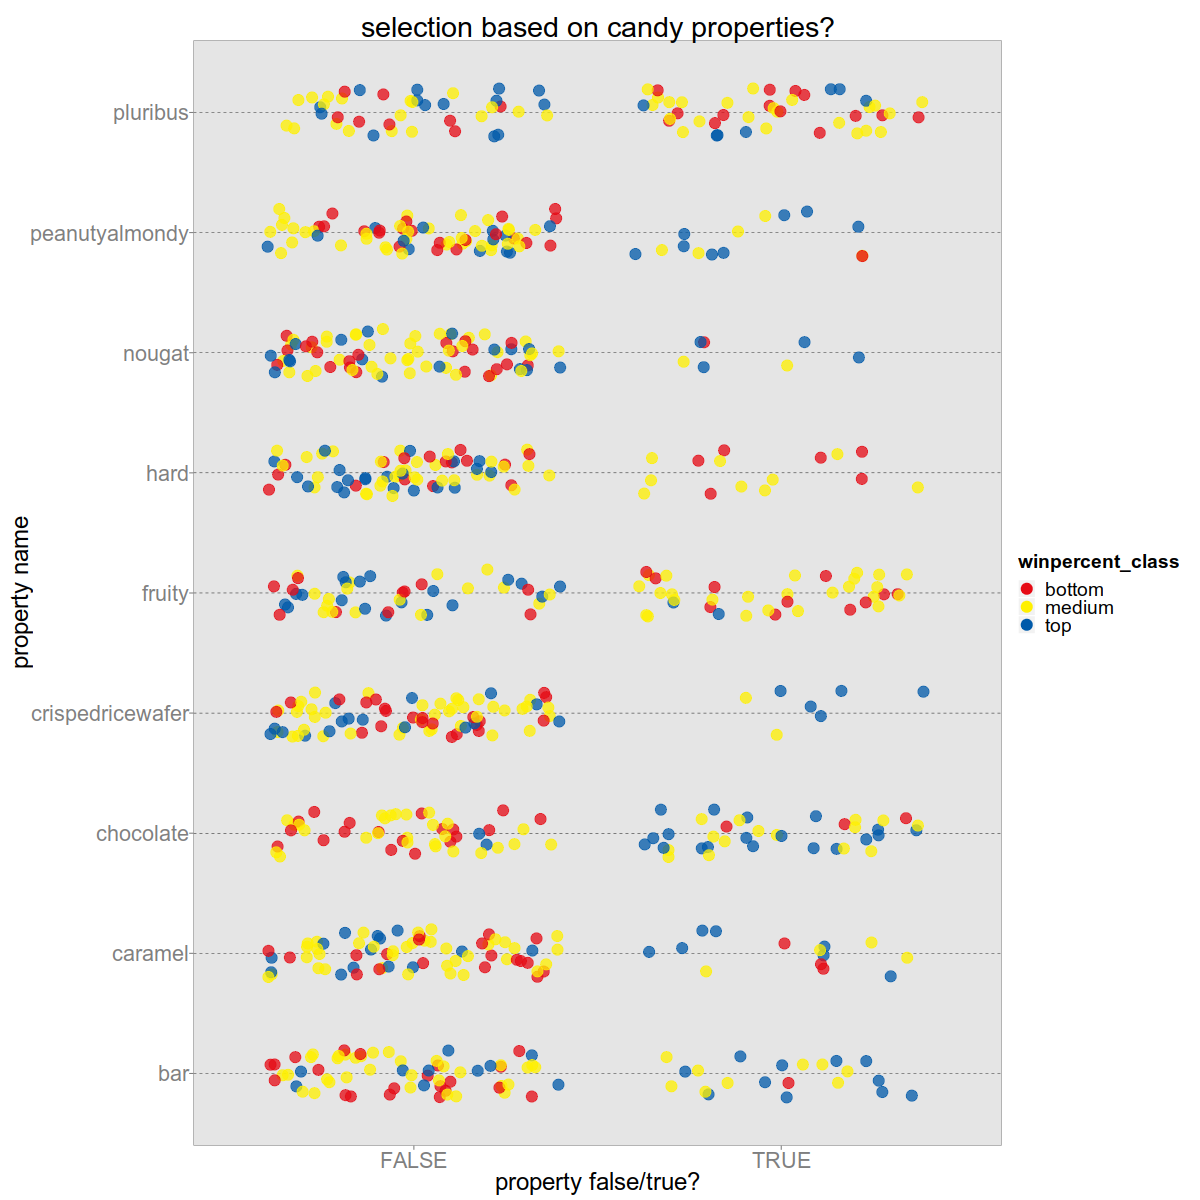 selection based on candy properties?
pluribus
peanutyalmondy
nougat
hard
fruity
crispedricewafer
chocolate
caramel
bar
property name
FALSE
TRUE
property false/true?
winpercent_class
bottom
medium
top